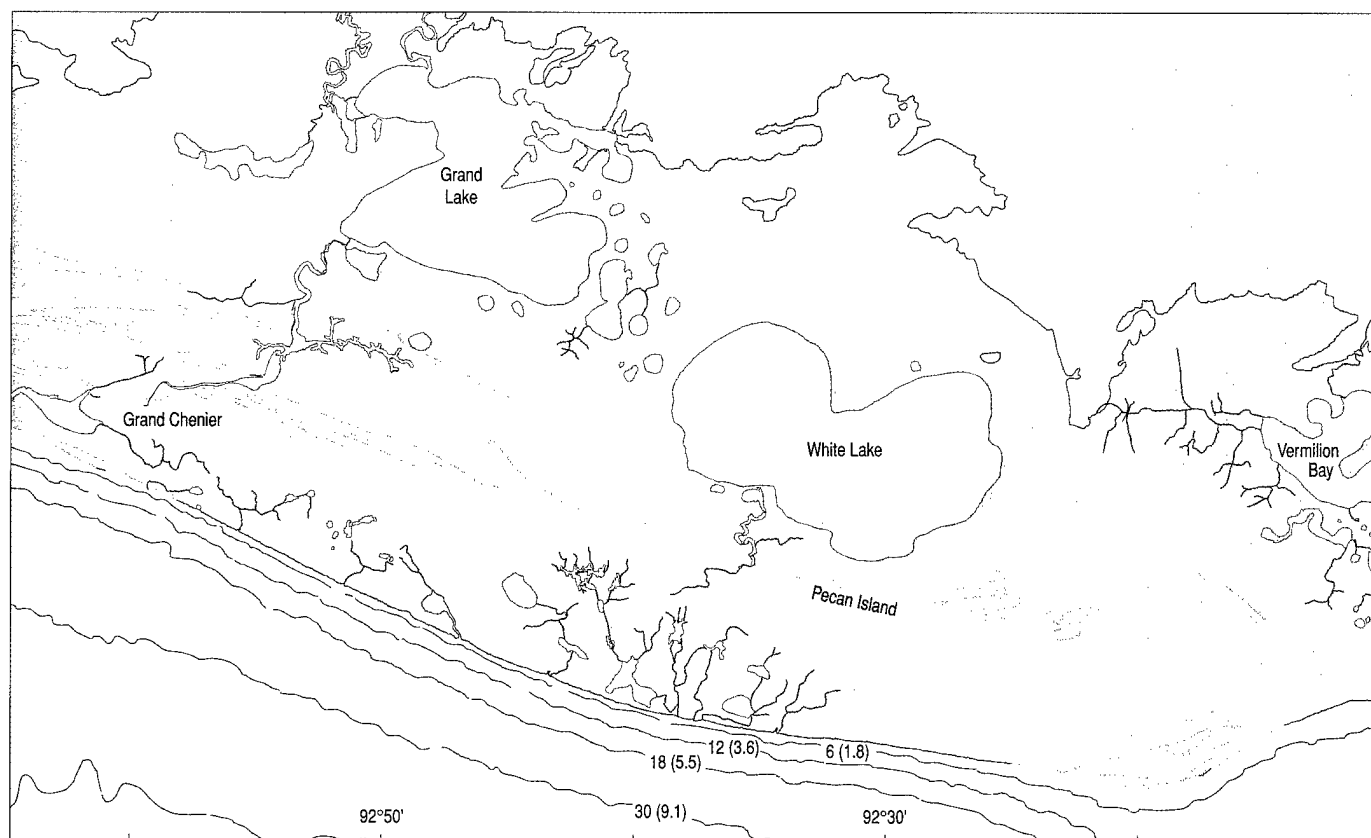 Grand
Lake
Grand Chenier
White Lake
Vermilion
Bay
Pecan Island
12 (3.6)
6 (1.8)
18 (5.5)
30 (9.1)
92°50'
92°30'